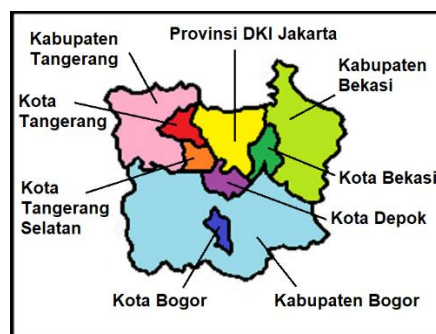 Kabupaten
Tangerang
Provinsi DKI Jakarta
Kabupaten
Bekasi
Kota
Tangerang
Kota Bekasi
Kota
Tangerang
Selatan
Kota Depok
Kota Bogor
Kabupaten Bogor